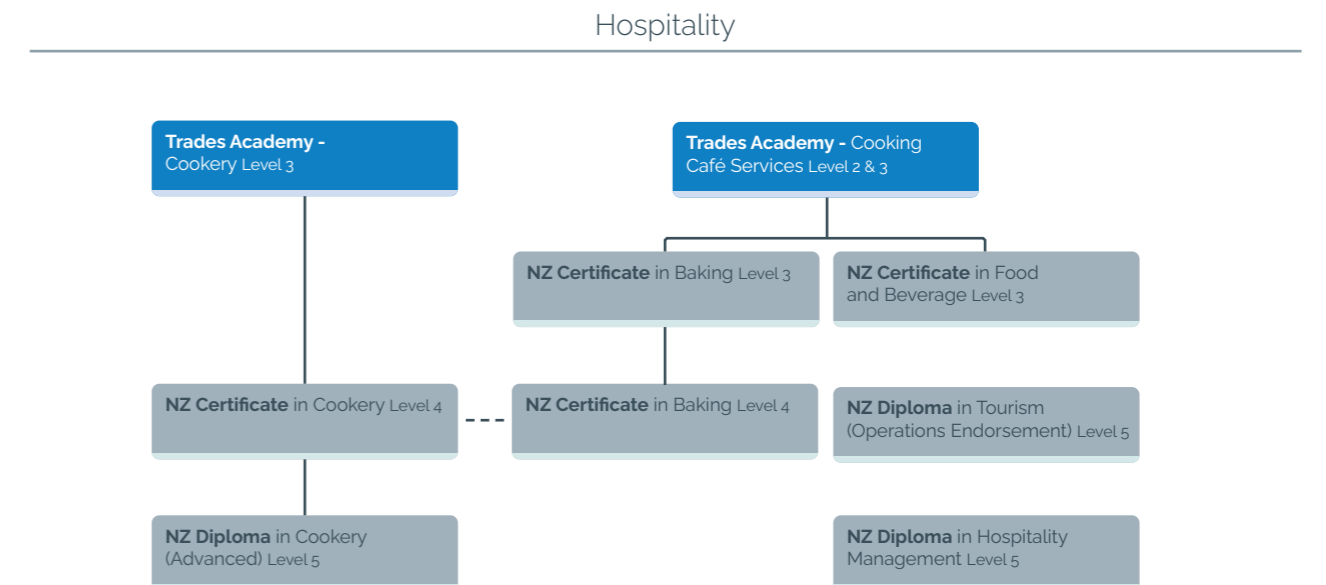 Hospitality
Trades Academy -
Cookery Level 3
Trades Academy - Cooking
Café Services Level 2 & 3
NZ Certificate in Baking Level 3
NZ Certificate in Food
and Beverage Level 3
NZ Certificate in Cookery Level 4
NZ Certificate in Baking Level 4
NZ Diploma in Tourism
(Operations Endorsement) Level 5
NZ Diploma in Cookery
(Advanced) Level 5
NZ Diploma in Hospitality
Management Level 5